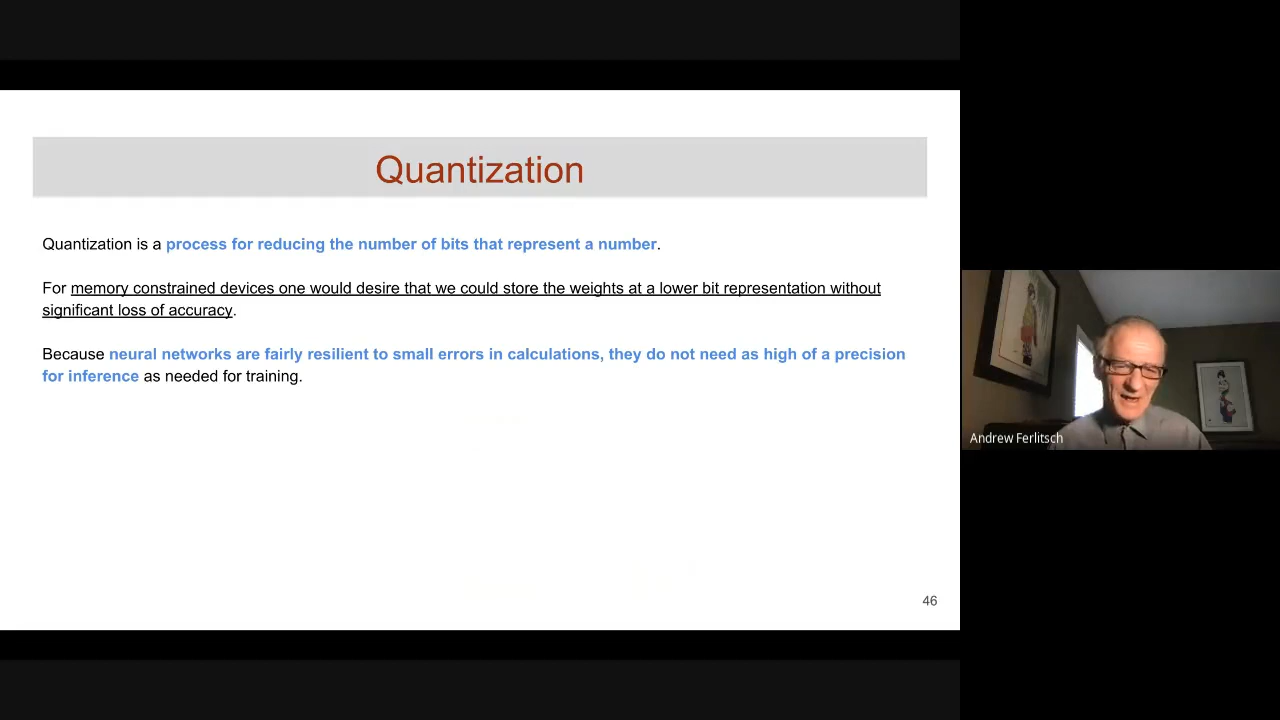 Quantization
Quantization is a process for reducing the number of bits that represent a number.
For memory constrained devices one would desire that we could store the weights at a lower bit representation without
significant loss of accuracy.
Because neural networks are fairly resilient to small errors in calculations, they do not need as high of a precision
for inference as needed for training.
46
Andrew Ferlitsch